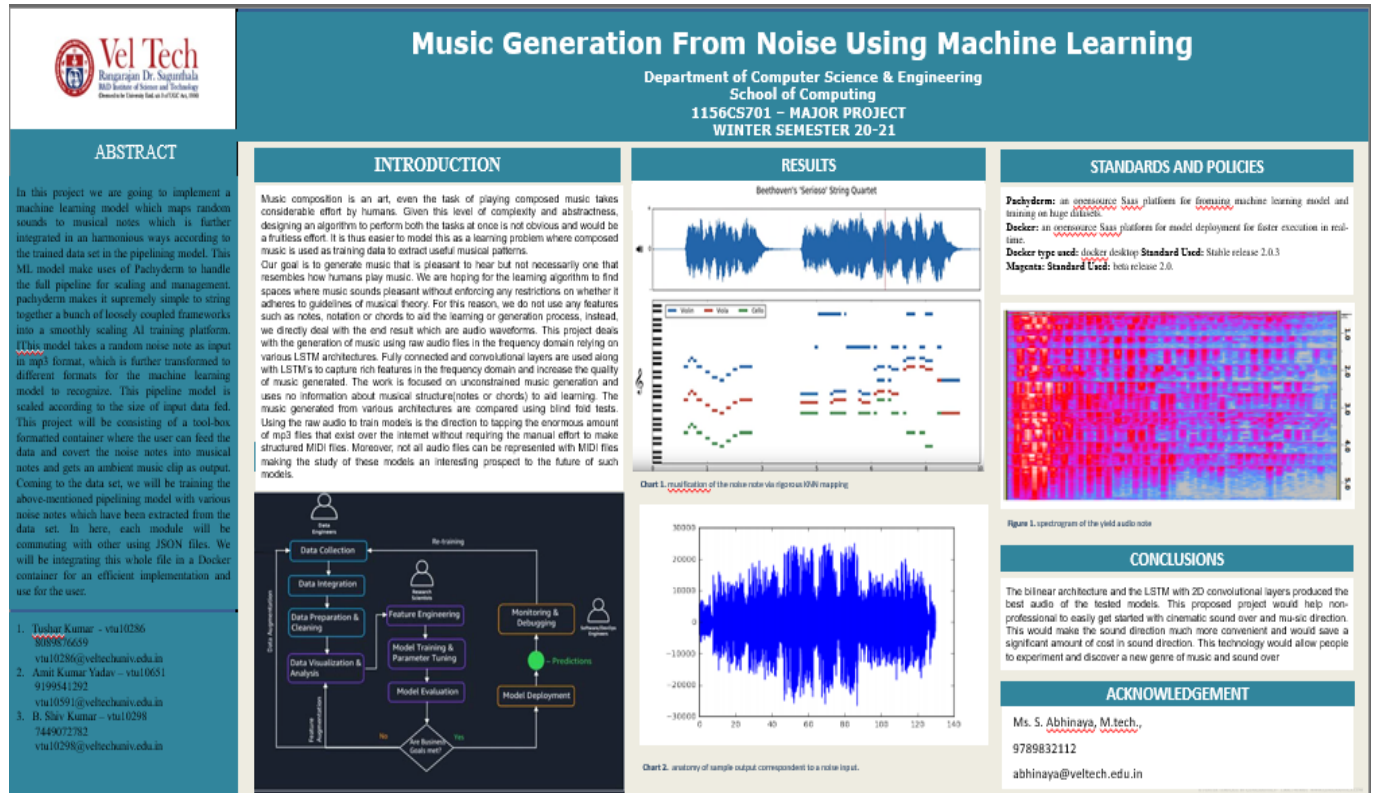 Vel Tech
Rangarajan Dr. Sagunthala
R&D Institute of Science and Technology
(Deemed to be University Estd. u/s 3 of UGC Act, 1956)
Music Generation From Noise Using Machine Learning
Department of Computer Science & Engineering
School of Computing
1156CS701 – MAJOR PROJECT
WINTER SEMESTER 20-21
ABSTRACT
In this project we are going to implement a
machine learning model which maps random
sounds to musical notes which is further
integrated in an harmonious ways according to
the trained data set in the pipelining model. This
ML model makes use of Pachyderm to handle
the full pipeline for scaling and management.
pachyderm makes it supremely simple to string
together a bunch of loosely coupled frameworks
into a smoothly scaling AI training platform.
[This model takes a random noise note as input
in mp3 format, which is further transformed to
different formats for the machine learning
model to recognize. This pipeline model is
scaled according to the size of input data fed.
This project will be consisting of a tool-box
formatted container where the user can feed the
data and covert the noise notes into musical
notes and gets an ambient music clip as output.
Coming to the data set, we will be training the
above-mentioned pipelining model with various
noise notes which have been extracted from the
data set. In here, each module will be
commuting with other using JSON files. We
will be integrating this whole file in a Docker
container for an efficient implementation and
use for the user.
1. Tushar Kumar – vtu10286
8089876659
vtu10286@veltechuniv.edu.in
2. Amit Kumar Yadav – vtu10651
9199541292
vtu10591@veltechuniv.edu.in
3. B. Shiv Kumar – vtu10298
7449072782
vtu10298@veltechuniv.edu.in
INTRODUCTION
Music composition is an art, even the task of playing composed music takes
considerable effort by humans. Given this level of complexity and abstractness,
designing an algorithm to perform both the tasks at once is not obvious and would be
a fruitless effort. It is thus easier to model this as a learning problem where composed
music is used as training data to extract useful musical patterns.
Our goal is to generate music that is pleasant to hear but not necessarily one that
resembles how humans play music. We are hoping for the learning algorithm to find
spaces where music sounds pleasant without enforcing any restrictions on whether it
adheres to guidelines of musical theory. For this reason, we do not use any features
such as notes, notation or chords to aid the learning or generation process, instead,
we directly deal with the end result which are audio waveforms. This project deals
with the generation of music using raw audio files in the frequency domain relying on
various LSTM architectures. Fully connected and convolutional layers are used along
with LSTM's to capture rich features in the frequency domain and increase the quality
of music generated. The work is focused on unconstrained music generation and
uses no information about musical structure(notes or chords) to aid learning. The
music generated from various architectures are compared using blind fold tests.
Using the raw audio to train models is the direction to tapping the enormous amount
of mp3 files that exist over the internet without requiring the manual effort to make
structured MIDI files. Moreover, not all audio files can be represented with MIDI files
making the study of these models an interesting prospect to the future of such
models.
Data
Engineers
Data Collection
Re-training
Data Integration
Research
Scientists
Data Preparation &
Cleaning
Feature Engineering
Monitoring &
Debugging
Software/DevOps
Engineers
Data Augmentation
Data Visualization &
Analysis
Model Training &
Parameter Tuning
– Predictions
Model Evaluation
Model Deployment
Feature
Augmentation
No
Are Business
Goals met?
Yes
RESULTS
Beethoven's 'Serioso' String Quartet
1
0
0
-1
Violin
Viola
Cello
0
1
2
3
4
5
6
7
8
9
10
Chart 1. musification of the noise note via rigorous KNN mapping
30000
20000
10000
0
-10000
-20000
-30000
0
20
40
60
80
100
120
140
Chart 2. anatomy of sample output correspondent to a noise input.
STANDARDS AND POLICIES
Pachyderm: an opensource Saas platform for fromaing machine learning model and
training on huge datasets.
Docker: an opensource Saas platform for model deployment for faster execution in real-
time.
Docker type used: docker desktop Standard Used: Stable release 2.0.3
Magenta: Standard Used: beta release 2.0.
1.0
2.0
3.0
4.0
5.0
Figure 1. spectrogram of the yield audio note
CONCLUSIONS
The bilinear architecture and the LSTM with 2D convolutional layers produced the
best audio of the tested models. This proposed project would help non-
professional to easily get started with cinematic sound over and mu-sic direction.
This would make the sound direction much more convenient and would save a
significant amount of cost in sound direction. This technology would allow people
to experiment and discover a new genre of music and sound over
ACKNOWLEDGEMENT
Ms. S. Abhinaya, M.tech.,
9789832112
abhinaya@veltech.edu.in